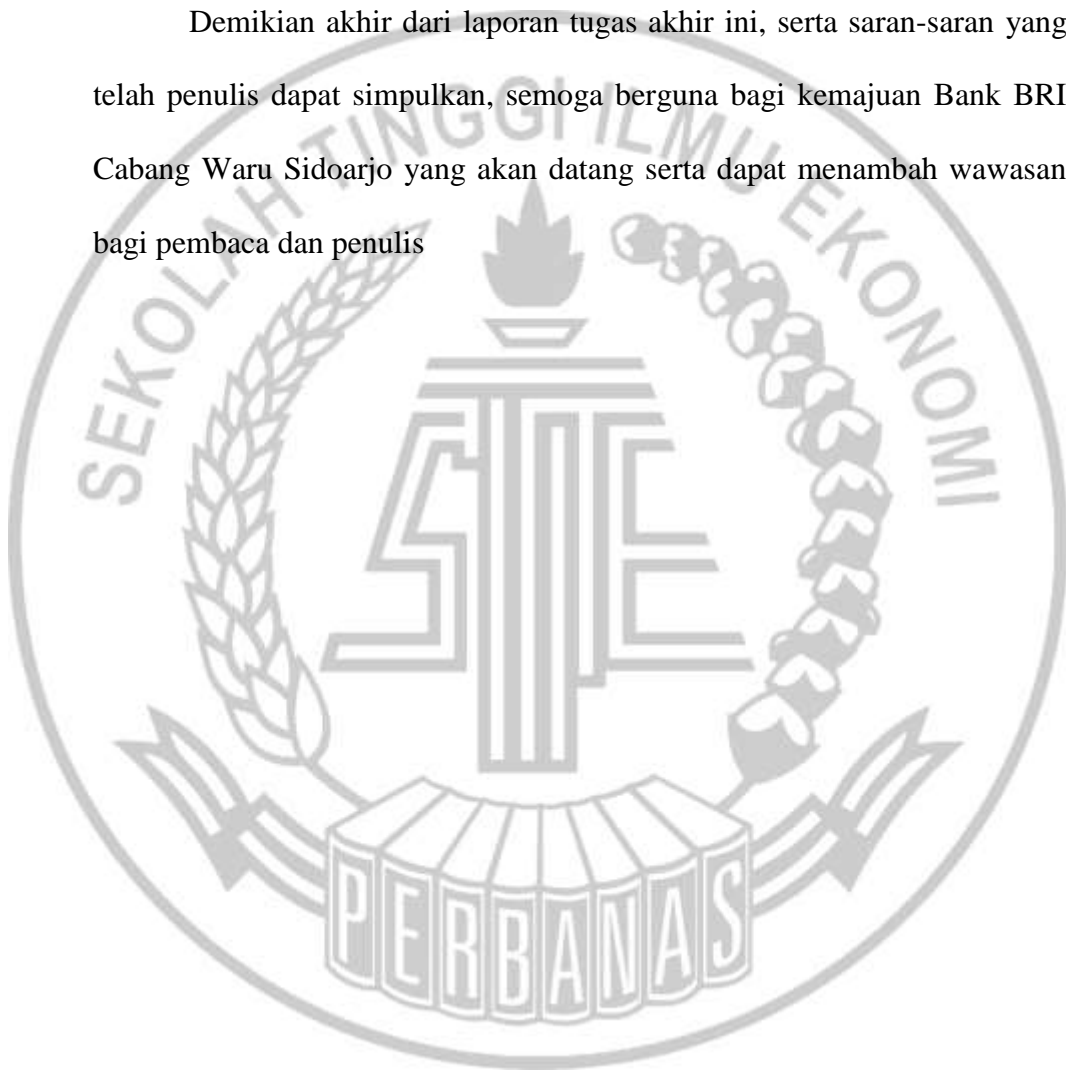 Demikian akhir dari laporan tugas akhir ini, serta saran-saran yang
telah penulis dapat simpulkan, semoga berguna bagi kemajuan Bank BRI
Cabang Waru Sidoarjo yang akan datang serta dapat menambah wawasan
bagi pembaca dan penulis
SEKOLAH TINGGI ILMU EKONOMI
STIE
PERBANAS